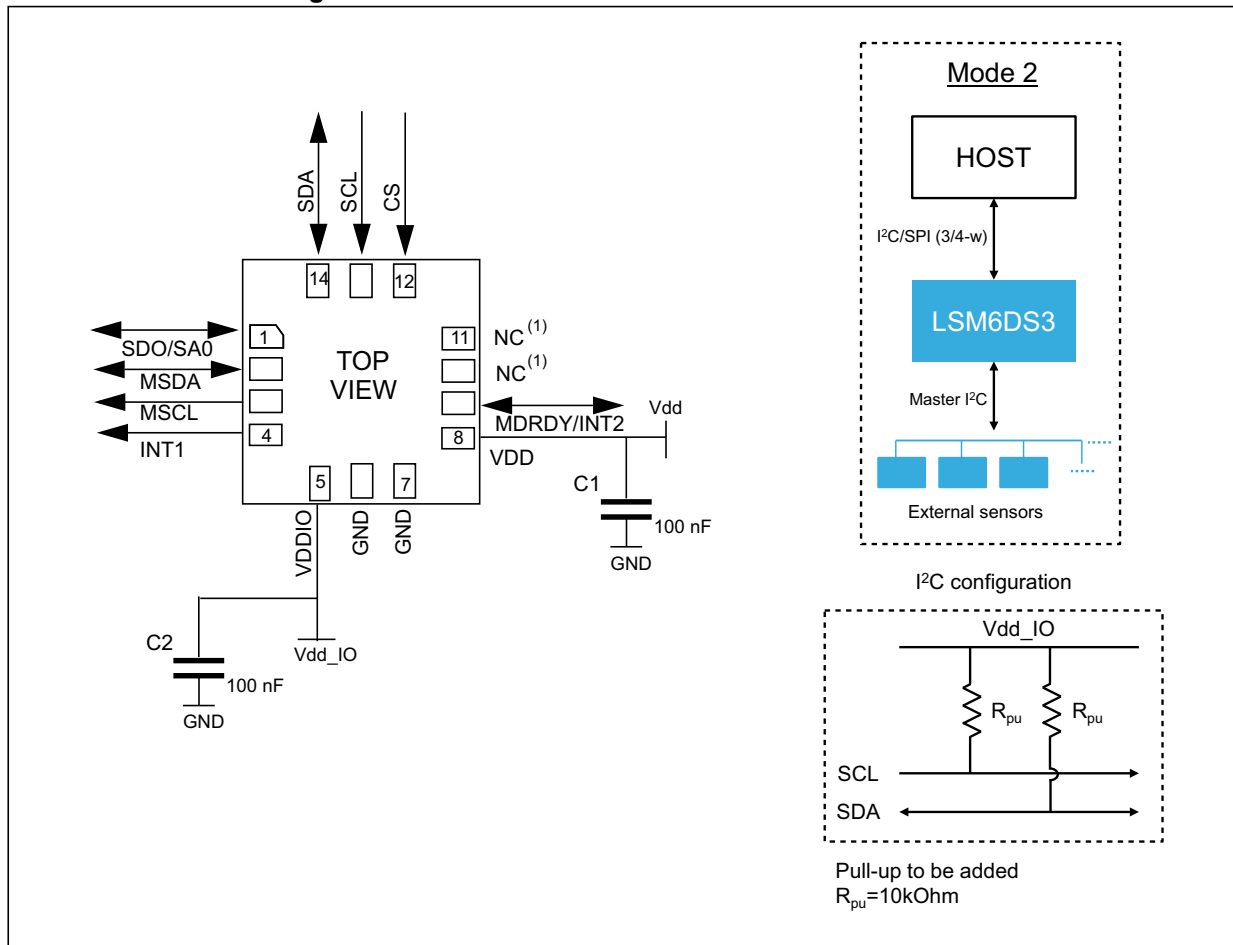 SDA
SCL
CS
14
12
1
11
NC(1)
SDO/SA0
TOP
VIEW
NC(1)
MSDA
MSCL
MDRDY/INT2
Vdd
4
8
INT1
VDD
5
7
C1
VDDIO
GND
GND
100 nF
GND
C2
Vdd_IO
100 nF
GND
Mode 2
HOST
I²C/SPI (3/4-w)
LSM6DS3
Master I²C
External sensors
I²C configuration
Vdd_IO
Rpu
Rpu
SCL
SDA
Pull-up to be added
Rpu=10kOhm